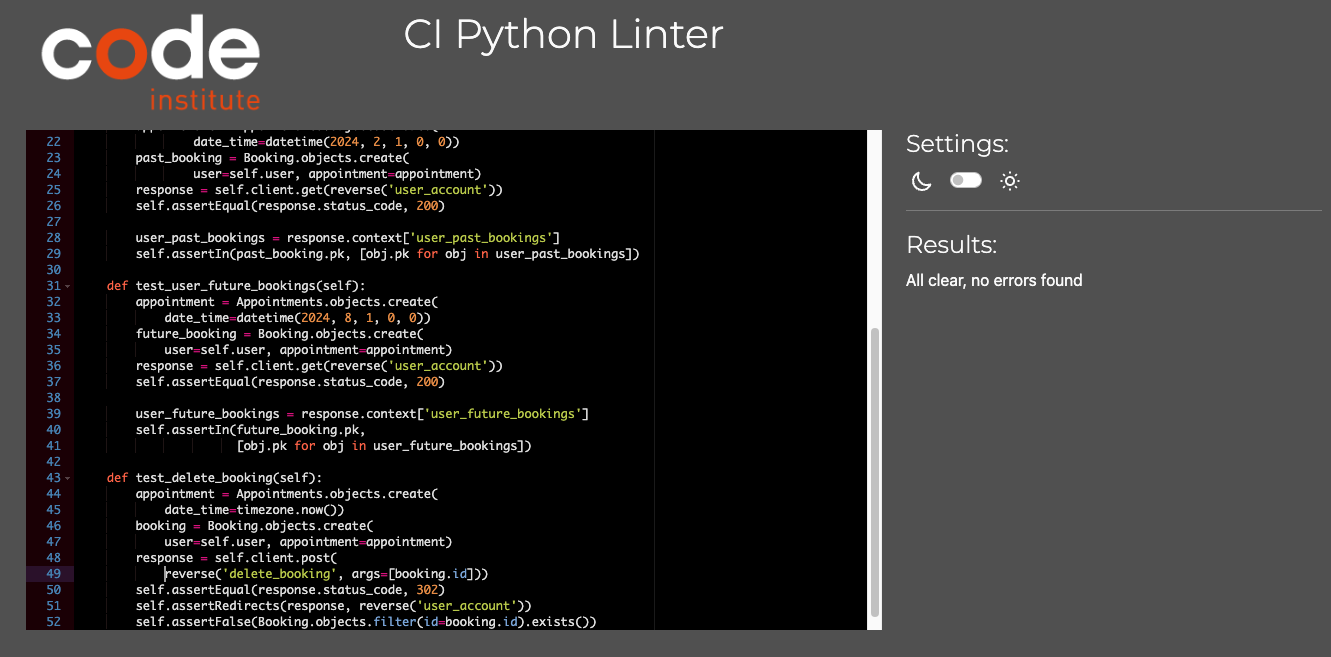 code
institute
CI Python Linter
22 date_time=datetime(2024, 2, 1, 0, 0))
23 past_booking = Booking.objects.create(
24 user=self.user, appointment=appointment)
25 response = self.client.get(reverse('user_account'))
26 self.assertEqual(response.status_code, 200)
27
28 user_past_bookings = response.context['user_past_bookings']
29 self.assertIn(past_booking.pk, [obj.pk for obj in user_past_bookings])
30
31 def test_user_future_bookings(self):
32 appointment = Appointments.objects.create(
33 date_time=datetime(2024, 8, 1, 0, 0))
34 future_booking = Booking.objects.create(
35 user=self.user, appointment=appointment)
36 response = self.client.get(reverse('user_account'))
37 self.assertEqual(response.status_code, 200)
38
39 user_future_bookings = response.context['user_future_bookings']
40 self.assertIn(future_booking.pk,
41 [obj.pk for obj in user_future_bookings])
42
43 def test_delete_booking(self):
44 appointment = Appointments.objects.create(
45 date_time=timezone.now())
46 booking = Booking.objects.create(
47 user=self.user, appointment=appointment)
48 response = self.client.post(
49 reverse('delete_booking', args=[booking.id]))
50 self.assertEqual(response.status_code, 302)
51 self.assertRedirects(response, reverse('user_account'))
52 self.assertFalse(Booking.objects.filter(id=booking.id).exists())
Settings:
Results:
All clear, no errors found